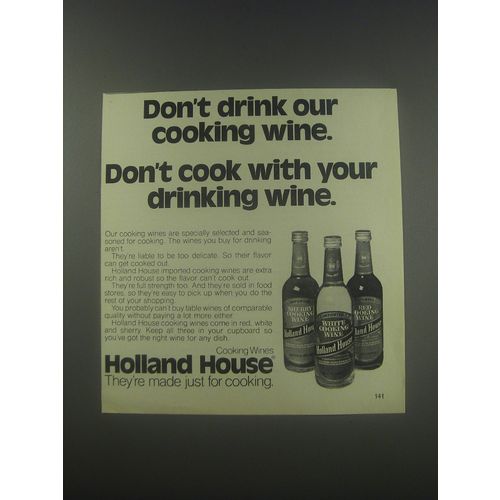 Don't drink our
cooking wine.
Don't cook with your
drinking wine.
Our cooking wines are specially selected and sea-
soned for cooking. The wines you buy for drinking
aren't.
They're liable to be too delicate. So their flavor
can get cooked out.
Holland House imported cooking wines are extra
rich and robust so the flavor can't cook out.
They're full strength too. And they're sold in food
stores, so they're easy to pick up when you do the
rest of your shopping.
You probably can't buy table wines of comparable
quality without paying a lot more, either.
Holland House cooking wines come in red, white
and sherry. Keep all three in your cupboard so
you've got the right wine for any dish.
Cooking Wines
Holland House
They're made just for cooking.
SHERRY
COOKING
WINE
Holland House
WHITE
COOKING
WINE
Holland House
RED
COOKING
WINE
Holland House
141